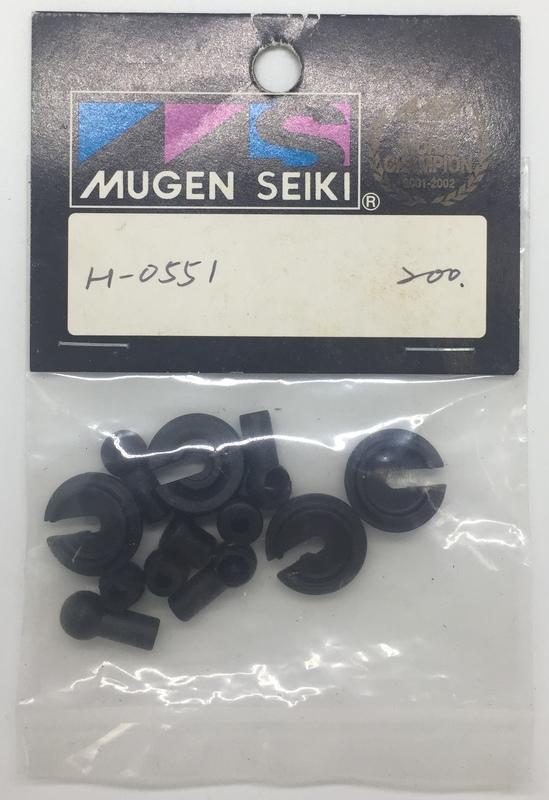 CHAMPION
2001-2002
MUGEN SEIKI®
H-0551 200.